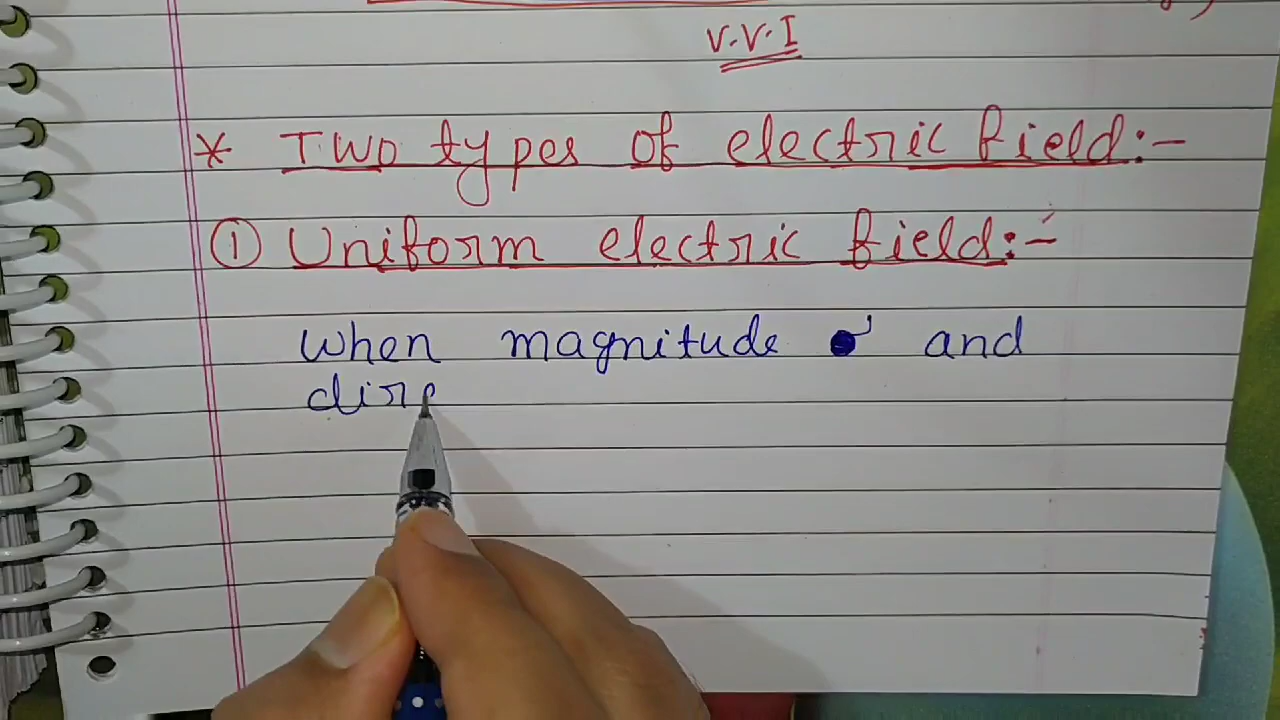 V.V.I
* Two types of electric field:-
① Uniform electric field:-
When magnitude and
dire